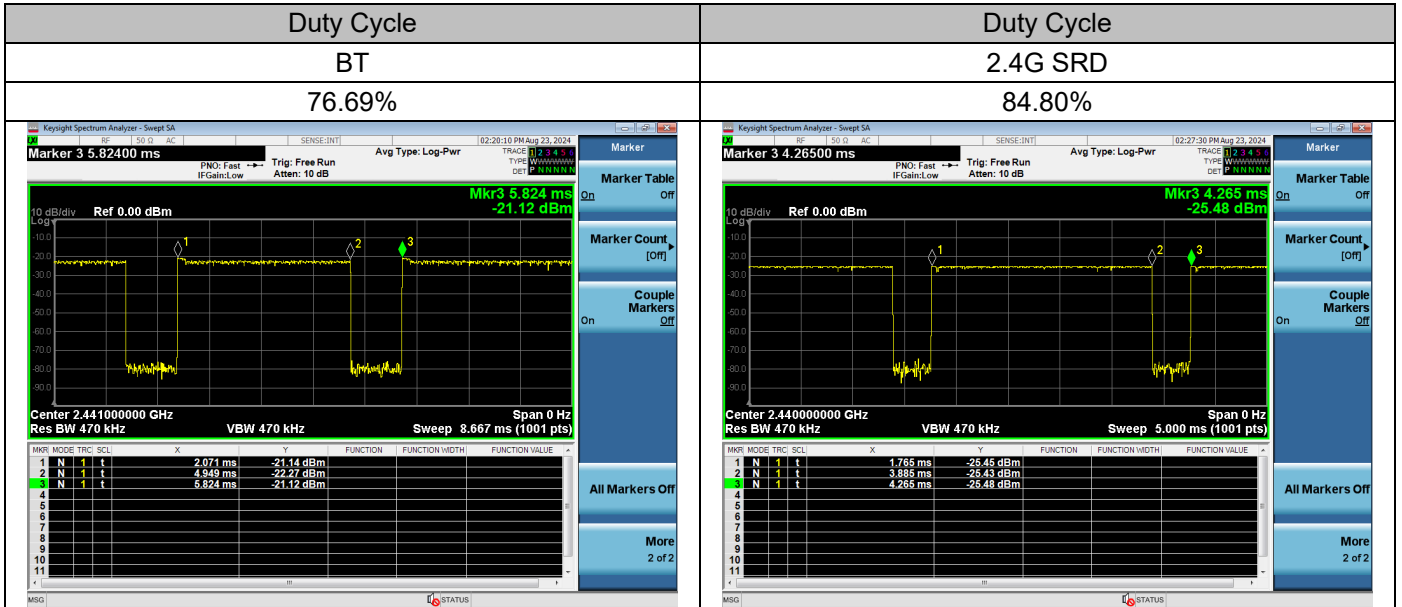 Duty Cycle Duty Cycle
BT 2.4G SRD
76.69% 84.80%
Keysight Spectrum Analyzer - Swept SA
LXI RF 50 Ω AC SENSE:INT 02:20:10 PM Aug 23, 2024
Marker 3 5.82400 ms
PNO: Fast
IFGain:Low
Trig: Free Run
Atten: 10 dB
Avg Type: Log-Pwr
TRACE 1 2 3 4 5 6
TYPE
DET P N N N N N
Mkr3 5.824 ms
-21.12 dBm
10 dB/div Ref 0.00 dBm
Log
-10.0
-20.0
-30.0
-40.0
-50.0
-60.0
-70.0
-80.0
-90.0
1
2
3
Center 2.441000000 GHz Span 0 Hz
Res BW 470 kHz VBW 470 kHz Sweep 8.667 ms (1001 pts)
MKR MODE TRC SCL X Y FUNCTION FUNCTION WIDTH FUNCTION VALUE
1 N 1 t 2.071 ms -21.14 dBm
2 N 1 t 4.949 ms -22.27 dBm
3 N 1 t 5.824 ms -21.12 dBm
4
5
6
7
8
9
10
11
MSG STATUS
Marker
Marker Table
On Off
Marker Count
[Off]
Couple
Markers
On Off
All Markers Off
More
2 of 2
Keysight Spectrum Analyzer - Swept SA
LXI RF 50 Ω AC SENSE:INT 02:27:30 PM Aug 23, 2024
Marker 3 4.26500 ms
PNO: Fast
IFGain:Low
Trig: Free Run
Atten: 10 dB
Avg Type: Log-Pwr
TRACE 1 2 3 4 5 6
TYPE
DET P N N N N N
Mkr3 4.265 ms
-25.48 dBm
10 dB/div Ref 0.00 dBm
Log
-10.0
-20.0
-30.0
-40.0
-50.0
-60.0
-70.0
-80.0
-90.0
1
2
3
Center 2.440000000 GHz Span 0 Hz
Res BW 470 kHz VBW 470 kHz Sweep 5.000 ms (1001 pts)
MKR MODE TRC SCL X Y FUNCTION FUNCTION WIDTH FUNCTION VALUE
1 N 1 t 1.765 ms -25.45 dBm
2 N 1 t 3.885 ms -25.43 dBm
3 N 1 t 4.265 ms -25.48 dBm
4
5
6
7
8
9
10
11
MSG STATUS
Marker
Marker Table
On Off
Marker Count
[Off]
Couple
Markers
On Off
All Markers Off
More
2 of 2